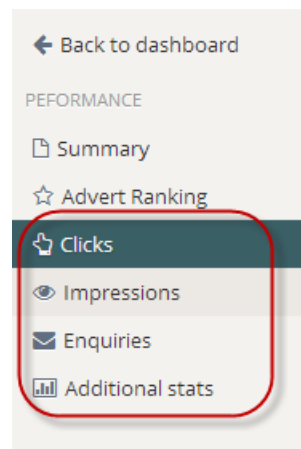 Back to dashboard
PEFORMANCE
Summary
Advert Ranking
Clicks
Impressions
Enquiries
Additional stats